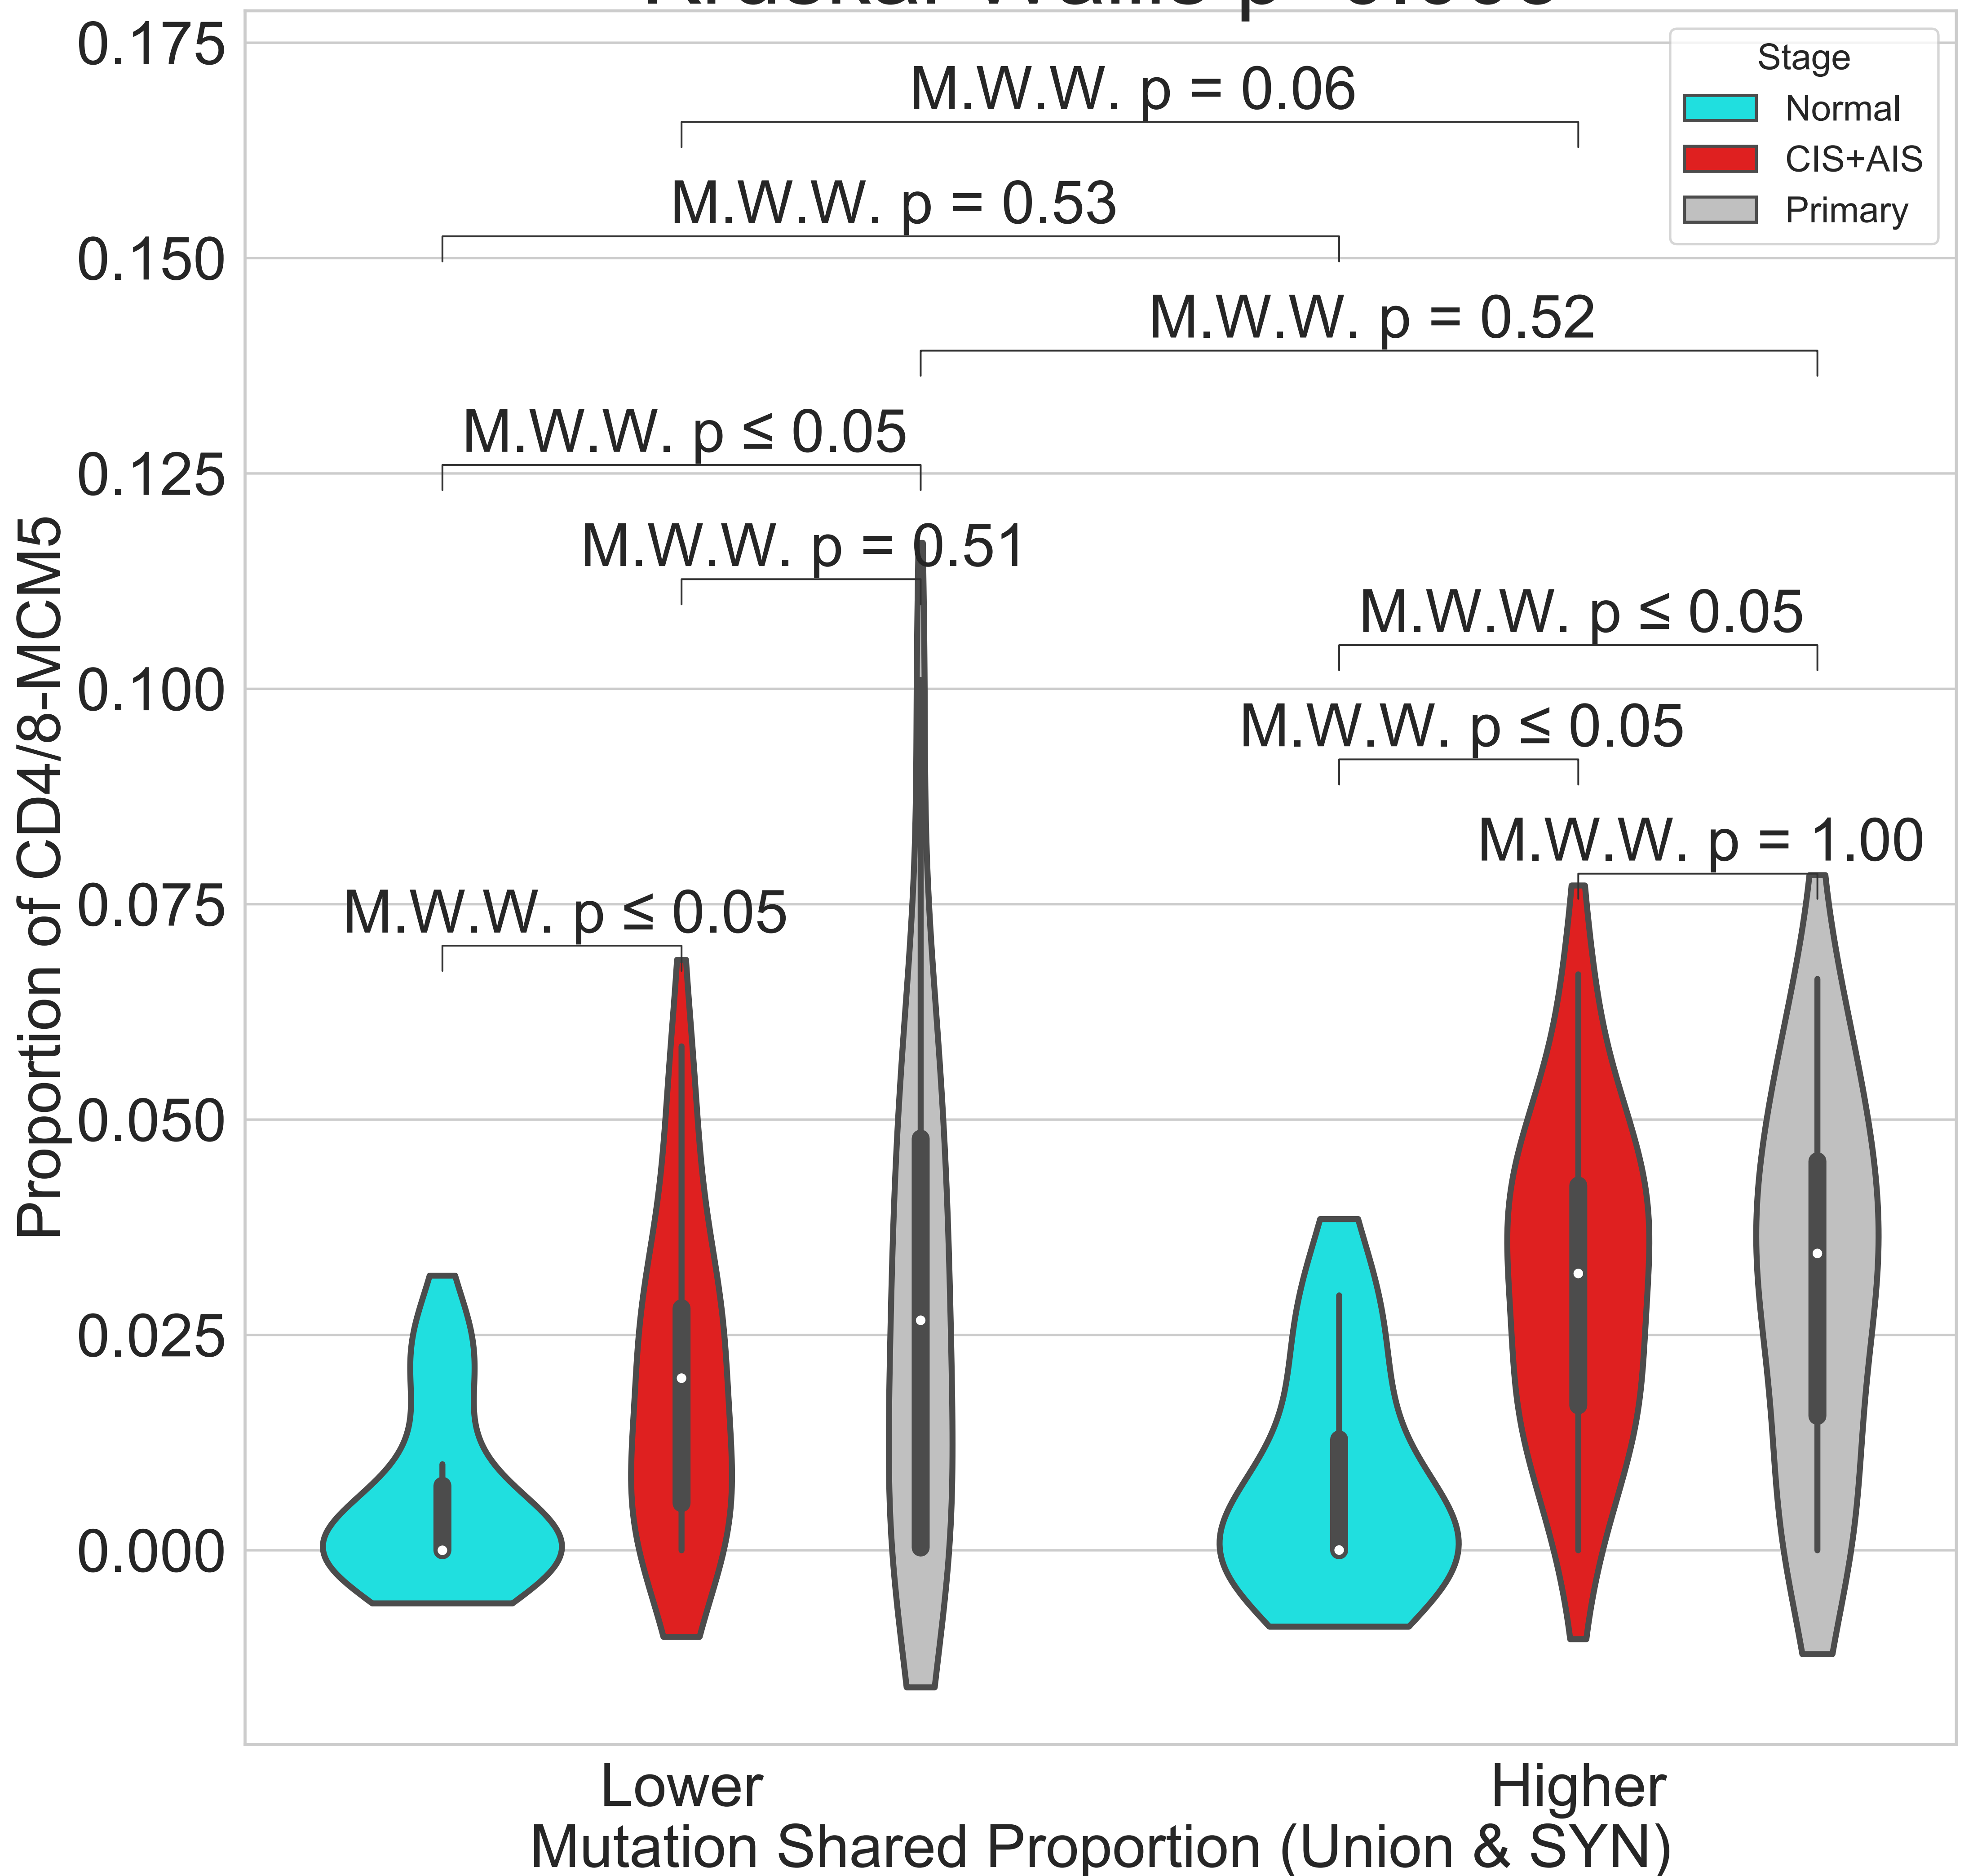 0.175
0.150
0.125
0.100
0.075
0.050
0.025
0.000
Proportion of CD4/8-MCM5
Stage
Normal
CIS+AIS
Primary
M.W.W. p = 0.06
M.W.W. p = 0.53
M.W.W. p = 0.52
M.W.W. p ≤ 0.05
M.W.W. p = 0.51
M.W.W. p ≤ 0.05
M.W.W. p ≤ 0.05
M.W.W. p = 1.00
M.W.W. p ≤ 0.05
Lower
Higher
Mutation Shared Proportion (Union & SYN)